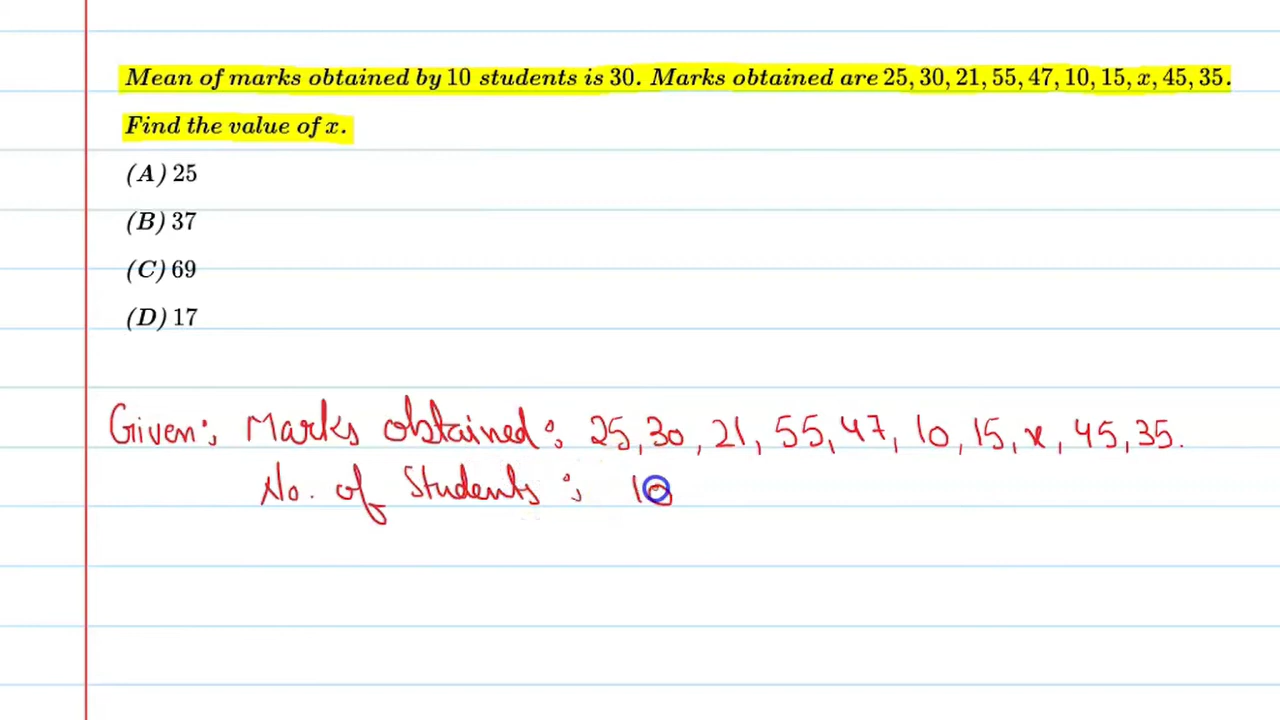 Mean of marks obtained by 10 students is 30. Marks obtained are 25, 30, 21, 55, 47, 10, 15, x, 45, 35.
Find the value of x.
(A) 25
(B) 37
(C) 69
(D) 17
Given: Marks obtained: 25, 30, 21, 55, 47, 10, 15, x, 45, 35.
No. of Students: 10